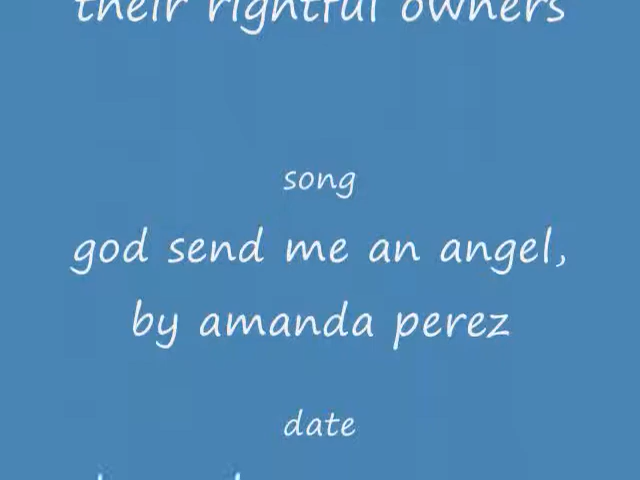 their rightful owners
song
god send me an angel,
by amanda perez
date